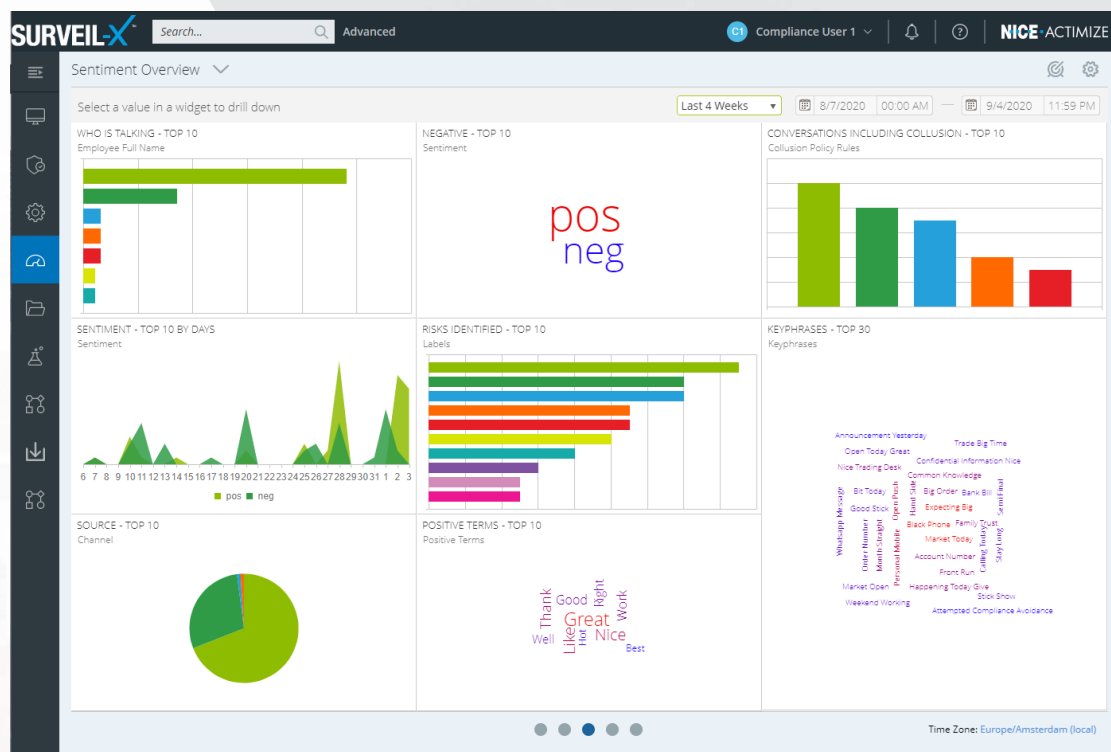 SURVEIL-X™
Search...
Advanced
C1 Compliance User 1
?
NICE ACTIMIZE
Sentiment Overview
Select a value in a widget to drill down
Last 4 Weeks
8/7/2020 00:00 AM — 9/4/2020 11:59 PM
WHO IS TALKING - TOP 10
Employee Full Name
NEGATIVE - TOP 10
Sentiment
pos
neg
CONVERSATIONS INCLUDING COLLUSION - TOP 10
Collusion Policy Rules
SENTIMENT - TOP 10 BY DAYS
Sentiment
6 7 8 9 10 11 12 13 14 15 16 17 18 19 20 21 22 23 24 25 26 27 28 29 30 31 1 2 3
pos neg
RISKS IDENTIFIED - TOP 10
Labels
KEYPHRASES - TOP 30
Keyphrases
Announcement Yesterday
Trade Big Time
Open Today Great
Confidential Information Nice
Nice Trading Desk
Common Knowledge
Whatsapp Message
Bit Today
Open Push
Hand Side
Big Order
Bank Bill
Semi Final
Good Stick
Expecting Big
Order Number
Month Straight
Black Phone
Family Trust
Personal Mobile
Market Today
Calling Today
Stay Long
Account Number
Front Run
Market Open
Happening Today Give
Stick Show
Weekend Working
Attempted Compliance Avoidance
SOURCE - TOP 10
Channel
POSITIVE TERMS - TOP 10
Positive Terms
Thank
Good
Right
Work
Great
Well
Like
Hot
Nice
Best
Time Zone: Europe/Amsterdam (local)